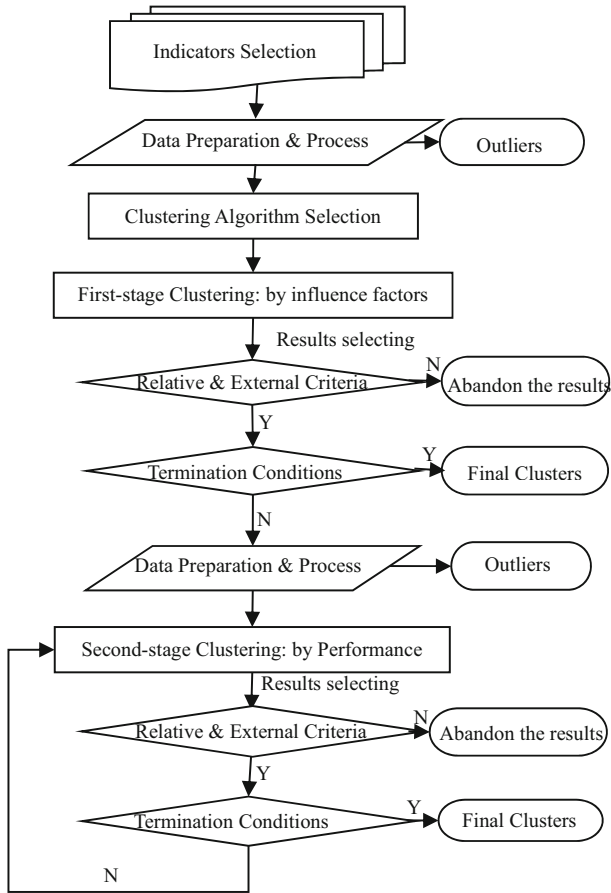 Indicators Selection
Data Preparation & Process
Outliers
Clustering Algorithm Selection
First-stage Clustering: by influence factors
Results selecting
Relative & External Criteria
N
Abandon the results
Y
Termination Conditions
Y
Final Clusters
N
Data Preparation & Process
Outliers
Second-stage Clustering: by Performance
Results selecting
Relative & External Criteria
N
Abandon the results
Y
Termination Conditions
Y
Final Clusters
N